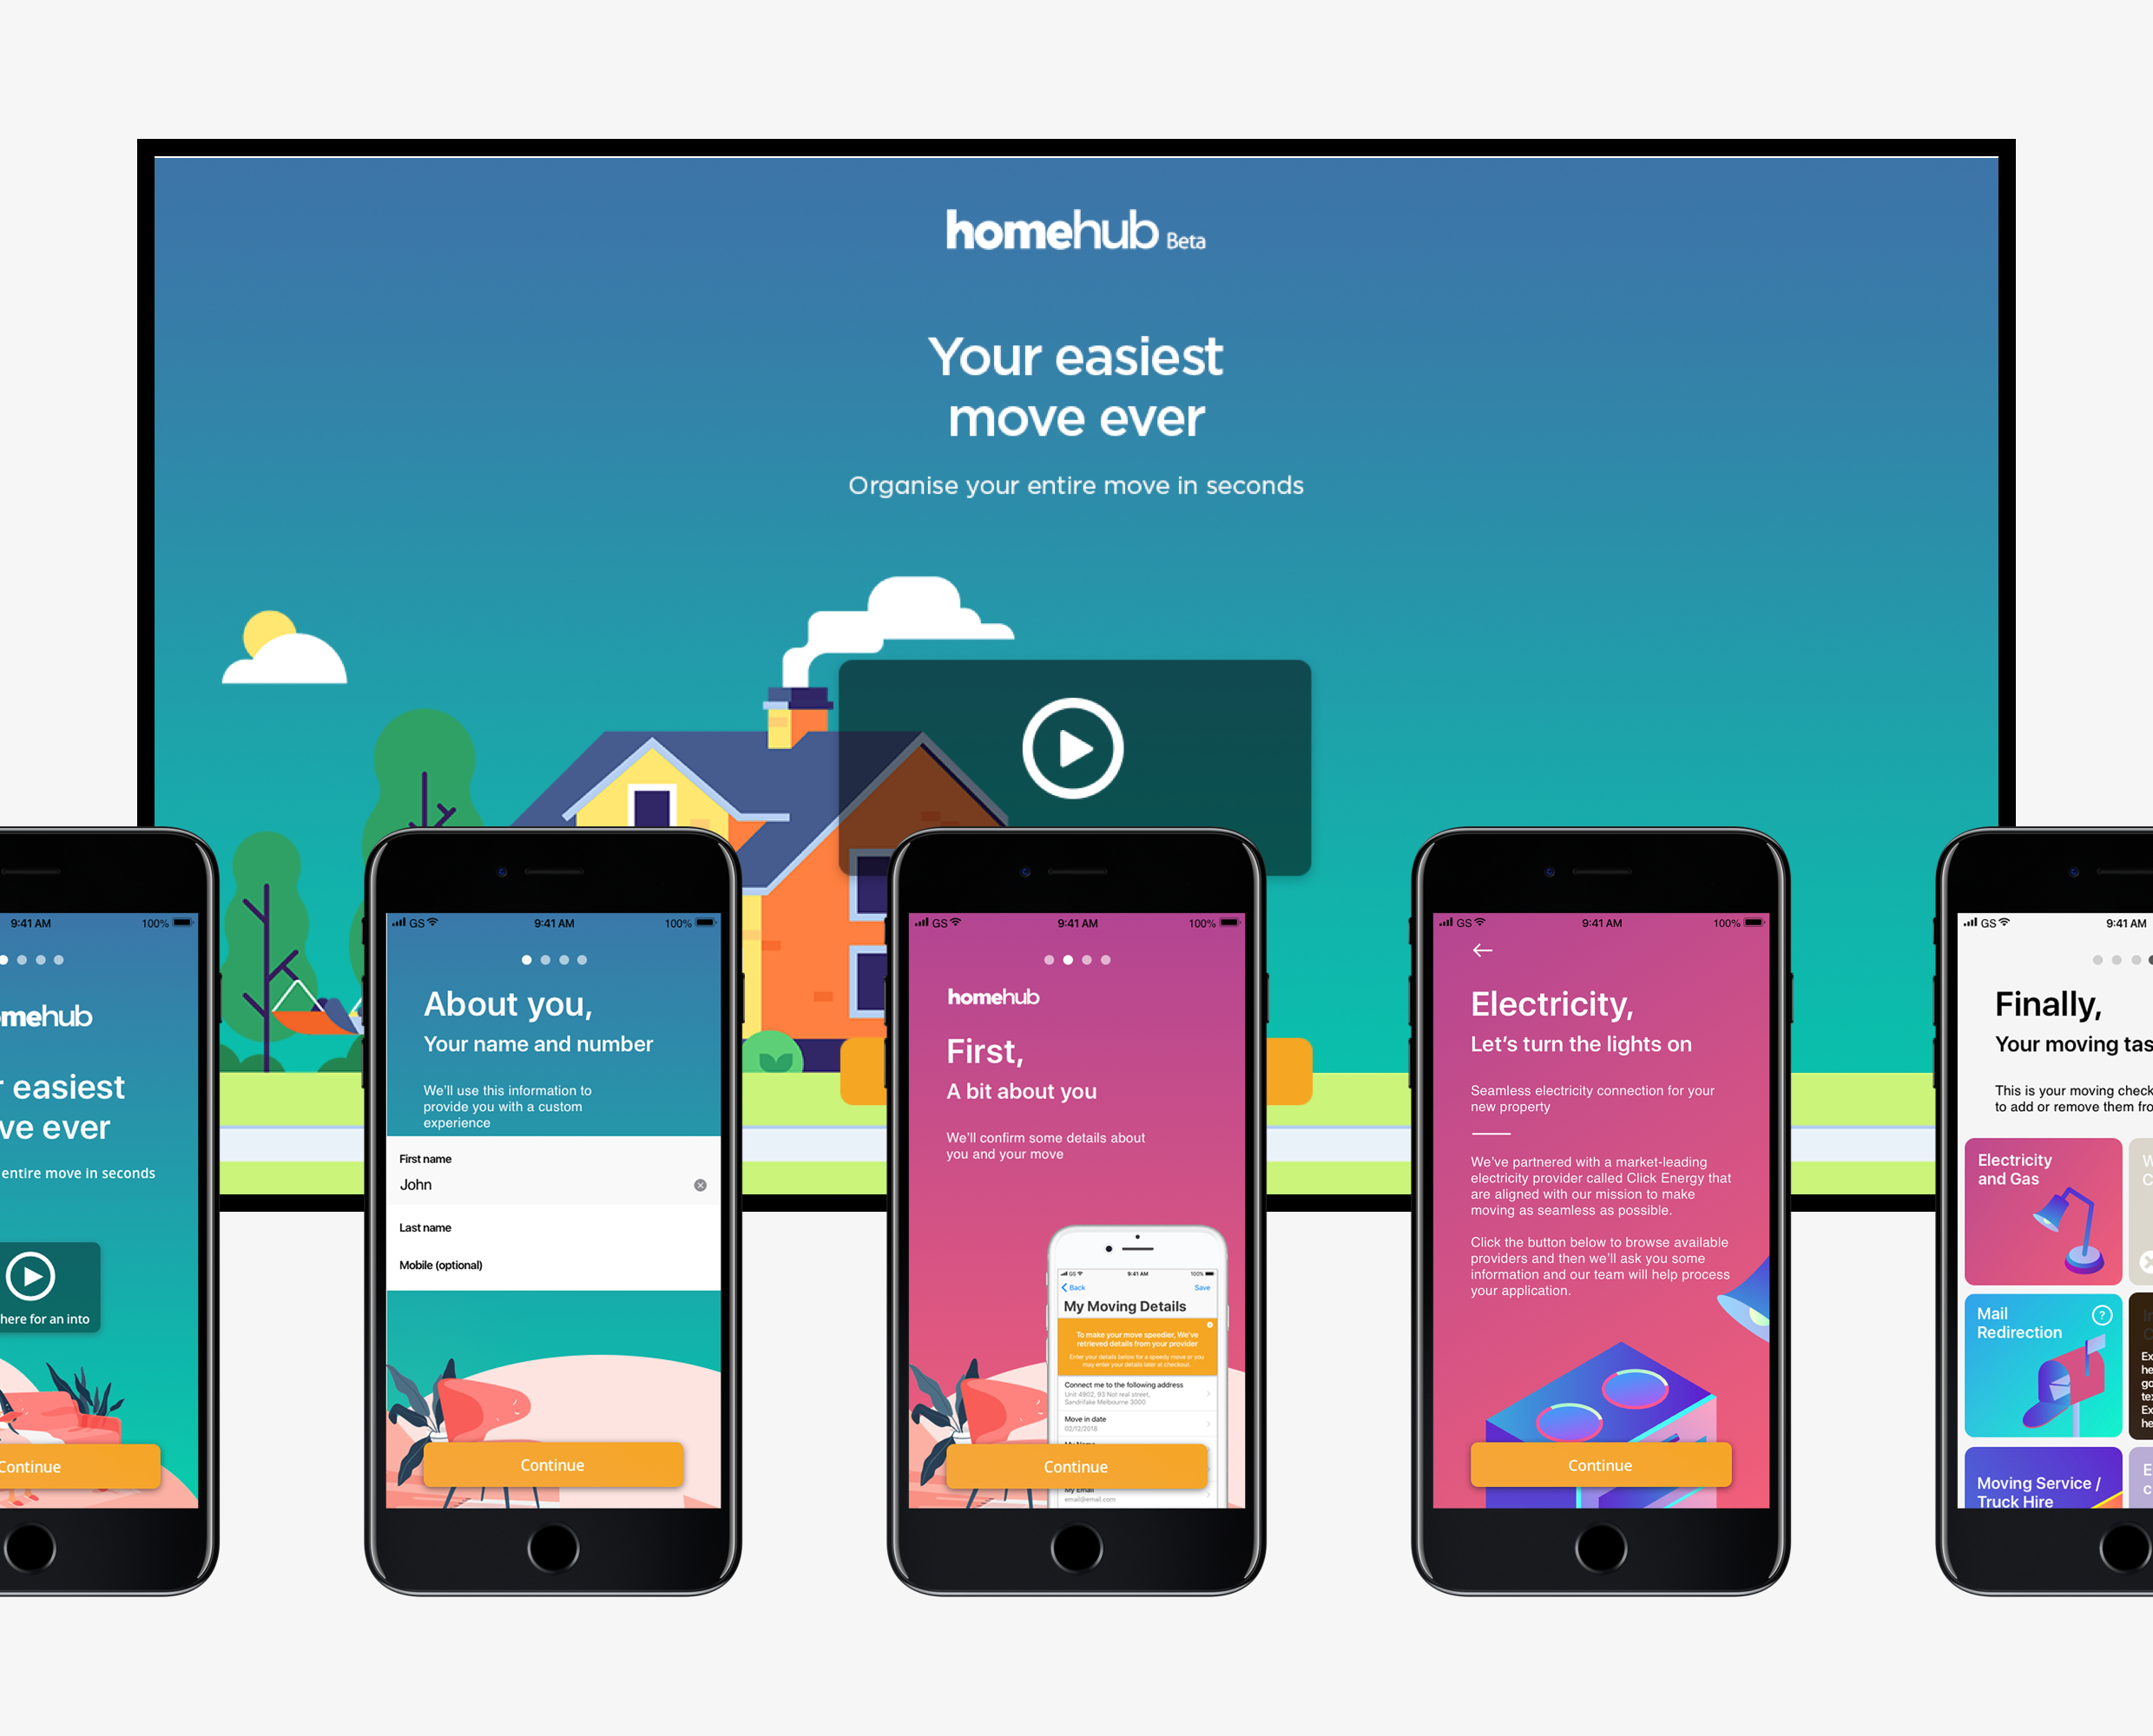 homehub Beta
Your easiest
move ever
Organise your entire move in seconds
9:41 AM 100%
mehub
easiest
ve ever
entire move in seconds
here for an into
Continue
GS 9:41 AM 100%
About you,
Your name and number
We'll use this information to
provide you with a custom
experience
First name
John
Last name
Mobile (optional)
Continue
GS 9:41 AM 100%
homehub
First,
A bit about you
We'll confirm some details about
you and your move
GS 9:41 AM 100%
Back Save
My Moving Details
To make your move speedier, We've
retrieved details from your provider
Enter your details below for a speedy move or you
may enter your details later at checkout.
Connect me to the following address
Unit 4902, 93 Not real street,
Sandrifake Melbourne 3000
Move in date
02/12/2018
Continue
My Email
email@email.com
GS 9:41 AM 100%
Electricity,
Let's turn the lights on
Seamless electricity connection for your
new property
We've partnered with a market-leading
electricity provider called Click Energy that
are aligned with our mission to make
moving as seamless as possible.
Click the button below to browse available
providers and then we'll ask you some
information and our team will help process
your application.
Continue
GS 9:41 AM
Finally,
Your moving tas
This is your moving check
to add or remove them fro
Electricity
and Gas
Mail
Redirection
?
Moving Service /
Truck Hire